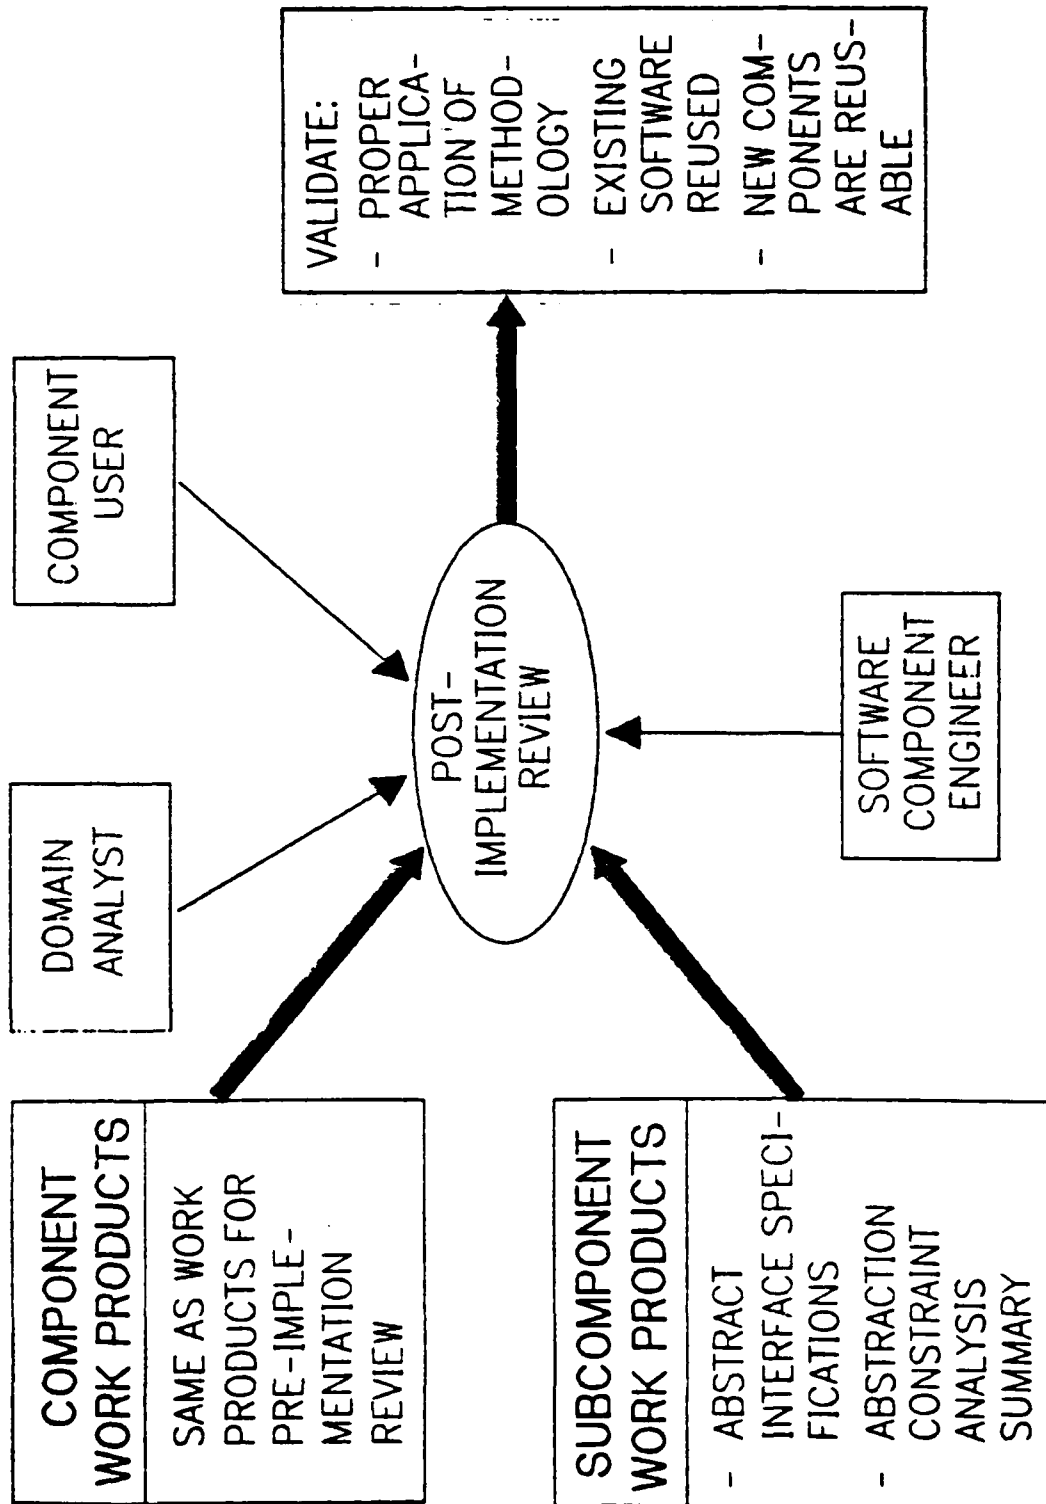 COMPONENT
WORK PRODUCTS
SAME AS WORK
PRODUCTS FOR
PRE-IMPLE-
MENTATION
REVIEW
SUBCOMPONENT
WORK PRODUCTS
- ABSTRACT
INTERFACE SPECI-
FICATIONS
- ABSTRACTION
CONSTRAINT
ANALYSIS
SUMMARY
DOMAIN
ANALYST
COMPONENT
USER
POST-
IMPLEMENTATION
REVIEW
SOFTWARE
COMPONENT
ENGINEER
VALIDATE:
- PROPER
APPLICA-
TION OF
METHOD-
OLOGY
- EXISTING
SOFTWARE
REUSED
- NEW COM-
PONENTS
ARE REUS-
ABLE